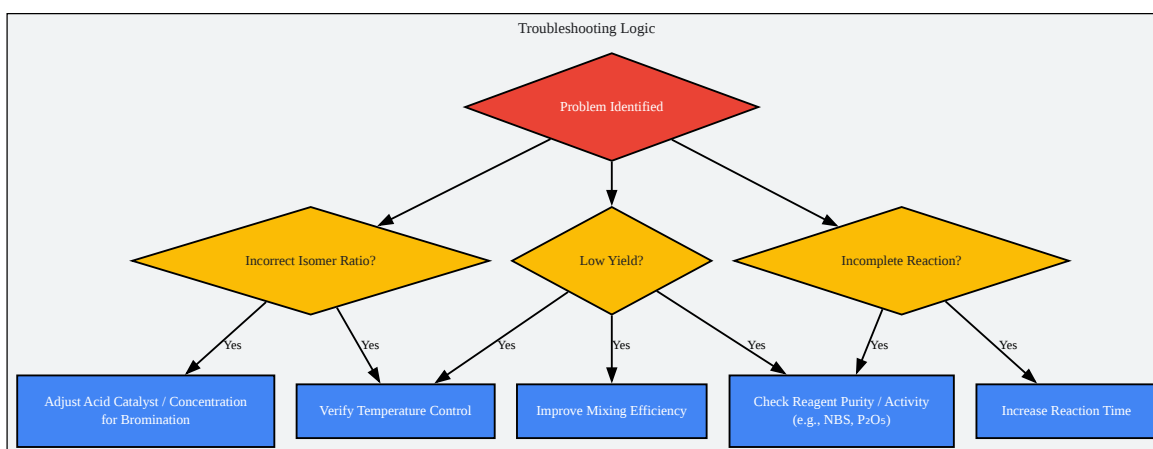 Troubleshooting Logic
Problem Identified
Incorrect Isomer Ratio?
Low Yield?
Incomplete Reaction?
Yes
Yes
Yes
Yes
Yes
Yes
Yes
Adjust Acid Catalyst / Concentration
for Bromination
Verify Temperature Control
Improve Mixing Efficiency
Check Reagent Purity / Activity
(e.g., NBS, P₂O₅)
Increase Reaction Time